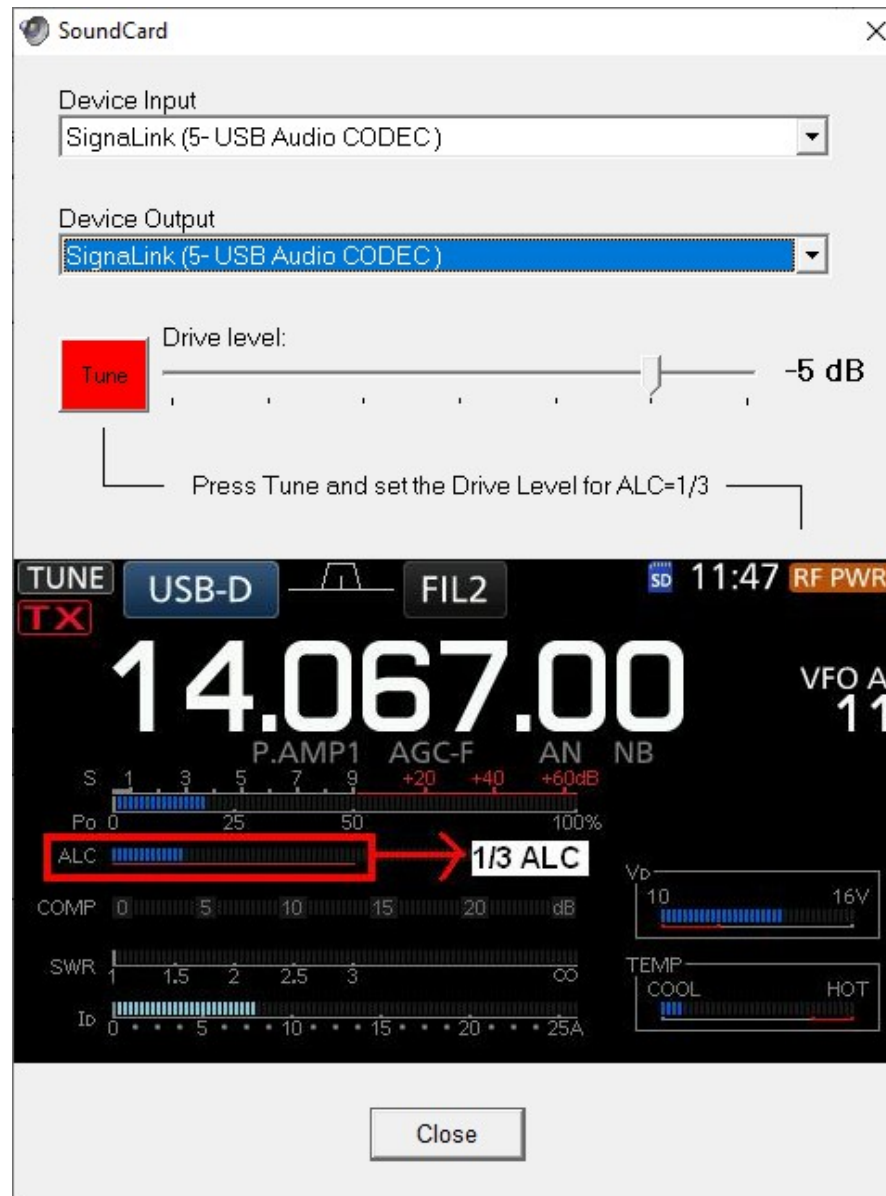 SoundCard
Device Input
SignaLink (5- USB Audio CODEC)
Device Output
SignaLink (5- USB Audio CODEC)
Tune
Drive level:
-5 dB
Press Tune and set the Drive Level for ALC=1/3
TUNE USB-D FIL2 SD 11:47 RF PWR
TX
14.067.00
VFO A
11
P.AMP1 AGC-F AN NB
S 1 3 5 7 9 +20 +40 +60dB
Po 0 25 50 100%
ALC 1/3 ALC
VD
10 16V
COMP 0 5 10 15 20 dB
SWR 1 1.5 2 2.5 3 ∞
TEMP
COOL HOT
ID 0 5 10 15 20 25A
Close